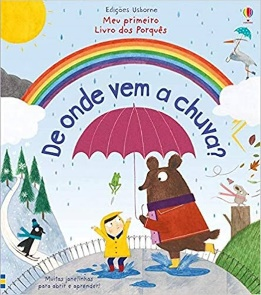 Edições Usborne
Meu primeiro
Livro dos Porquês
De onde vem a chuva?
Muitas janelinhas
para abrir e aprender!